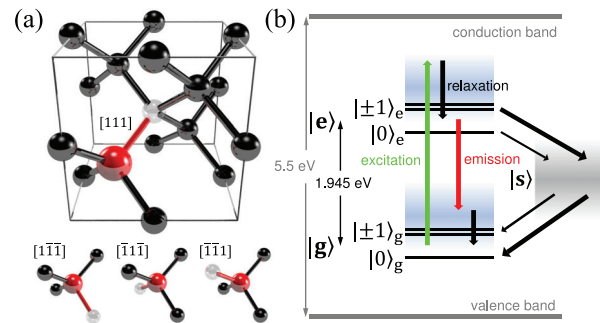 (a)
[111]
[11̅1̅]
[1̅11̅]
[1̅1̅1]
(b)
conduction band
relaxation
|±1⟩e
|e⟩
|0⟩e
5.5 eV
excitation
emission
|s⟩
1.945 eV
|±1⟩g
|g⟩
|0⟩g
valence band